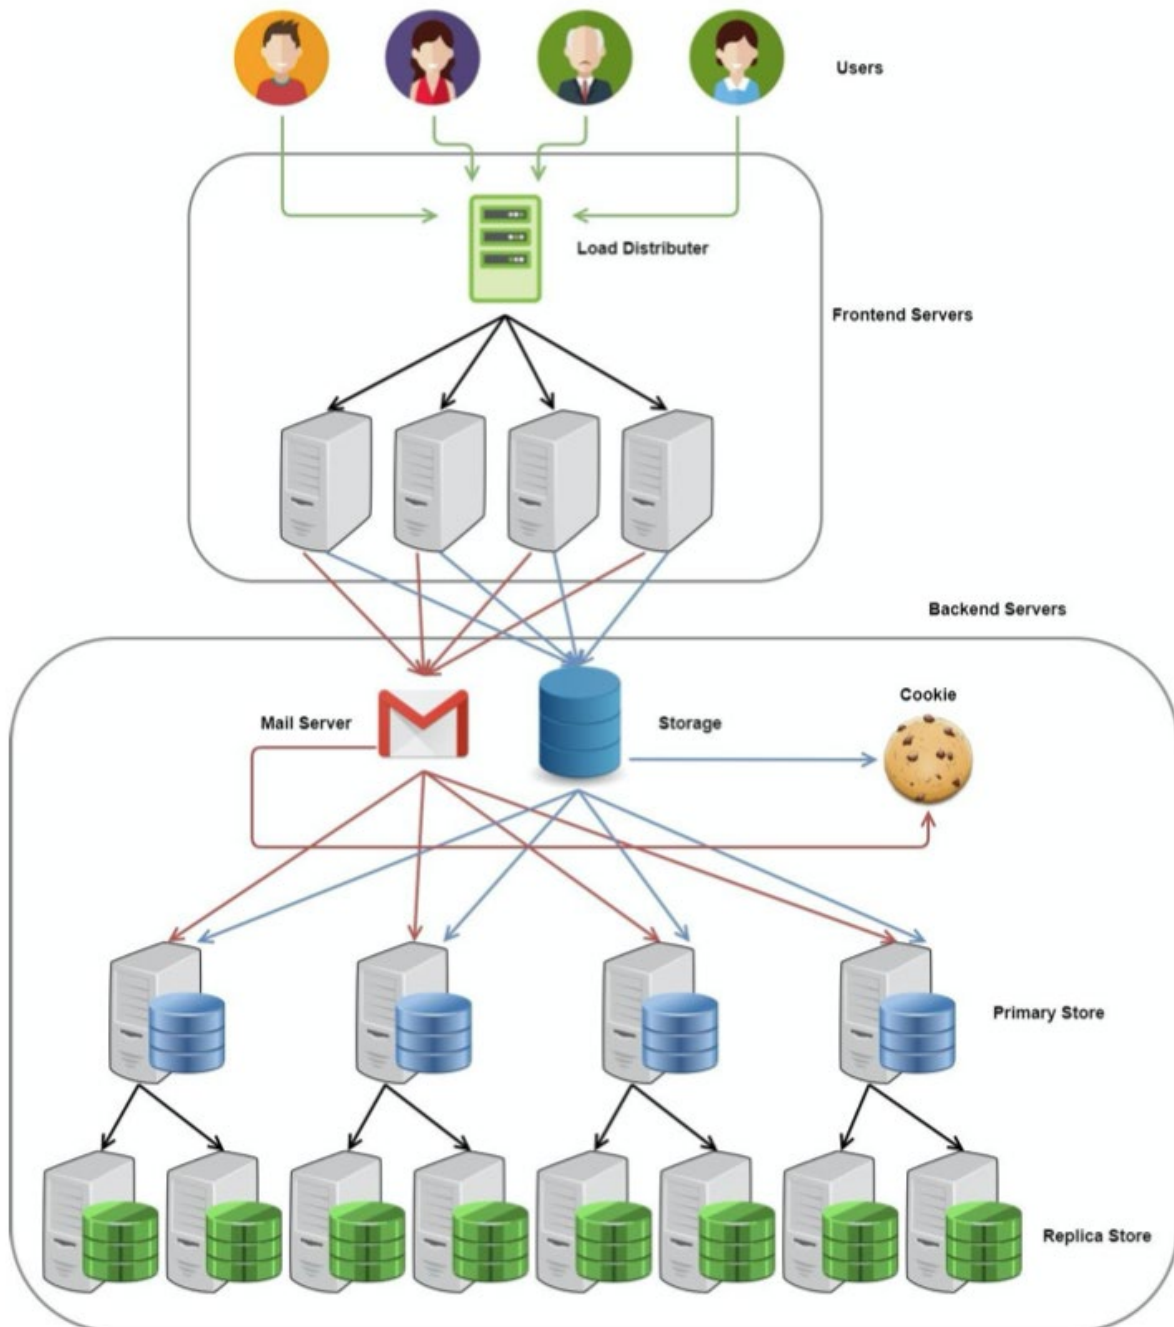 Users
Load Distributer
Frontend Servers
Backend Servers
Cookie
Mail Server
Storage
Primary Store
Replica Store